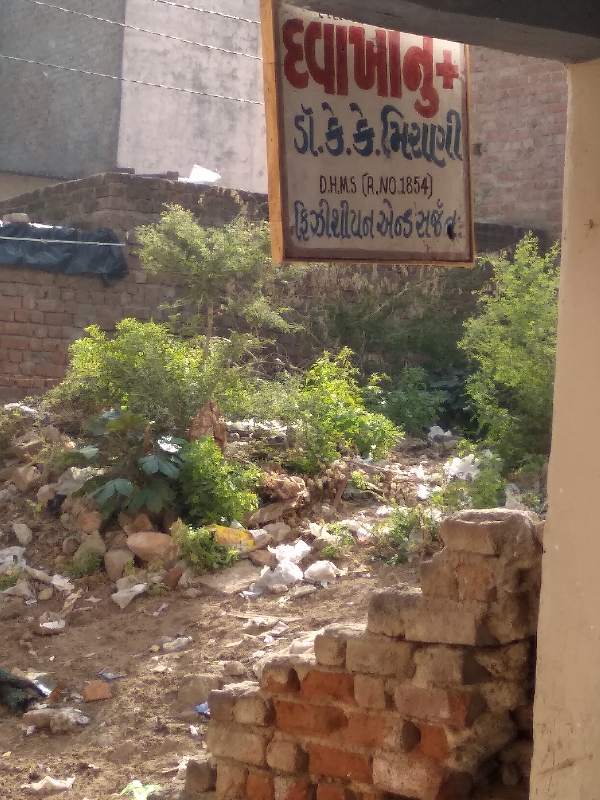 દવાખાનું +
ડૉ. કે. કે. મિયાણી
D.H.M.S (R.NO.1854)
ફિઝીશીયન એન્ડ સર્જન